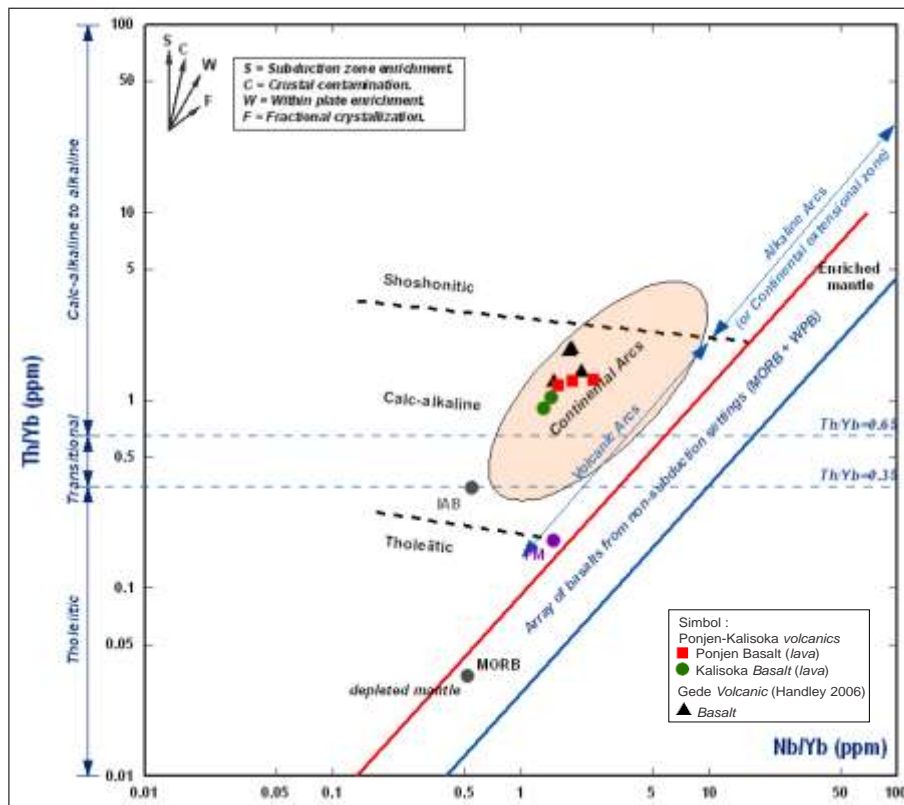 100
50
10
5
1
0.5
0.1
0.05
0.01
Th/Yb (ppm)
Calc-alkaline to alkaline
Transitional
Tholeiitic
S
C
W
F
S = Subduction zone enrichment.
C = Crustal contamination.
W = Within plate enrichment.
F = Fractional crystallization.
Shoshonitic
Calc-alkaline
Tholeiitic
Continental Arcs
Volcanic Arcs
Alkaline Arcs
(or Continental extensional zone)
Enriched
mantle
Array of basalts from non-subduction settings (MORB + WPB)
Th/Yb=0.65
Th/Yb=0.35
IAB
PM
MORB
depleted mantle
Simbol :
Ponjen-Kalisoka volcanics
Ponjen Basalt (lava)
Kalisoka Basalt (lava)
Gede Volcanic (Handley 2006)
Basalt
Nb/Yb (ppm)
0.01
0.1
0.5
1
5
10
50
100